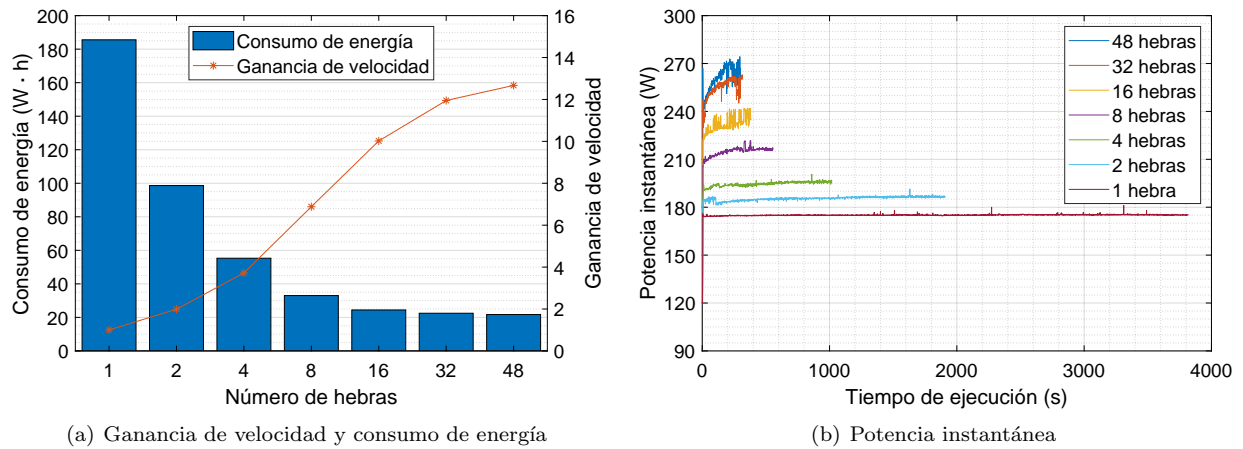 Consumo de energía (W · h)
200
180
160
140
120
100
80
60
40
20
0
Consumo de energía
Ganancia de velocidad
16
14
12
10
8
6
4
2
0
Ganancia de velocidad
1 2 4 8 16 32 48
Número de hebras
(a) Ganancia de velocidad y consumo de energía
Potencia instantánea (W)
300
270
240
210
180
150
120
90
48 hebras
32 hebras
16 hebras
8 hebras
4 hebras
2 hebras
1 hebra
0 1000 2000 3000 4000
Tiempo de ejecución (s)
(b) Potencia instantánea